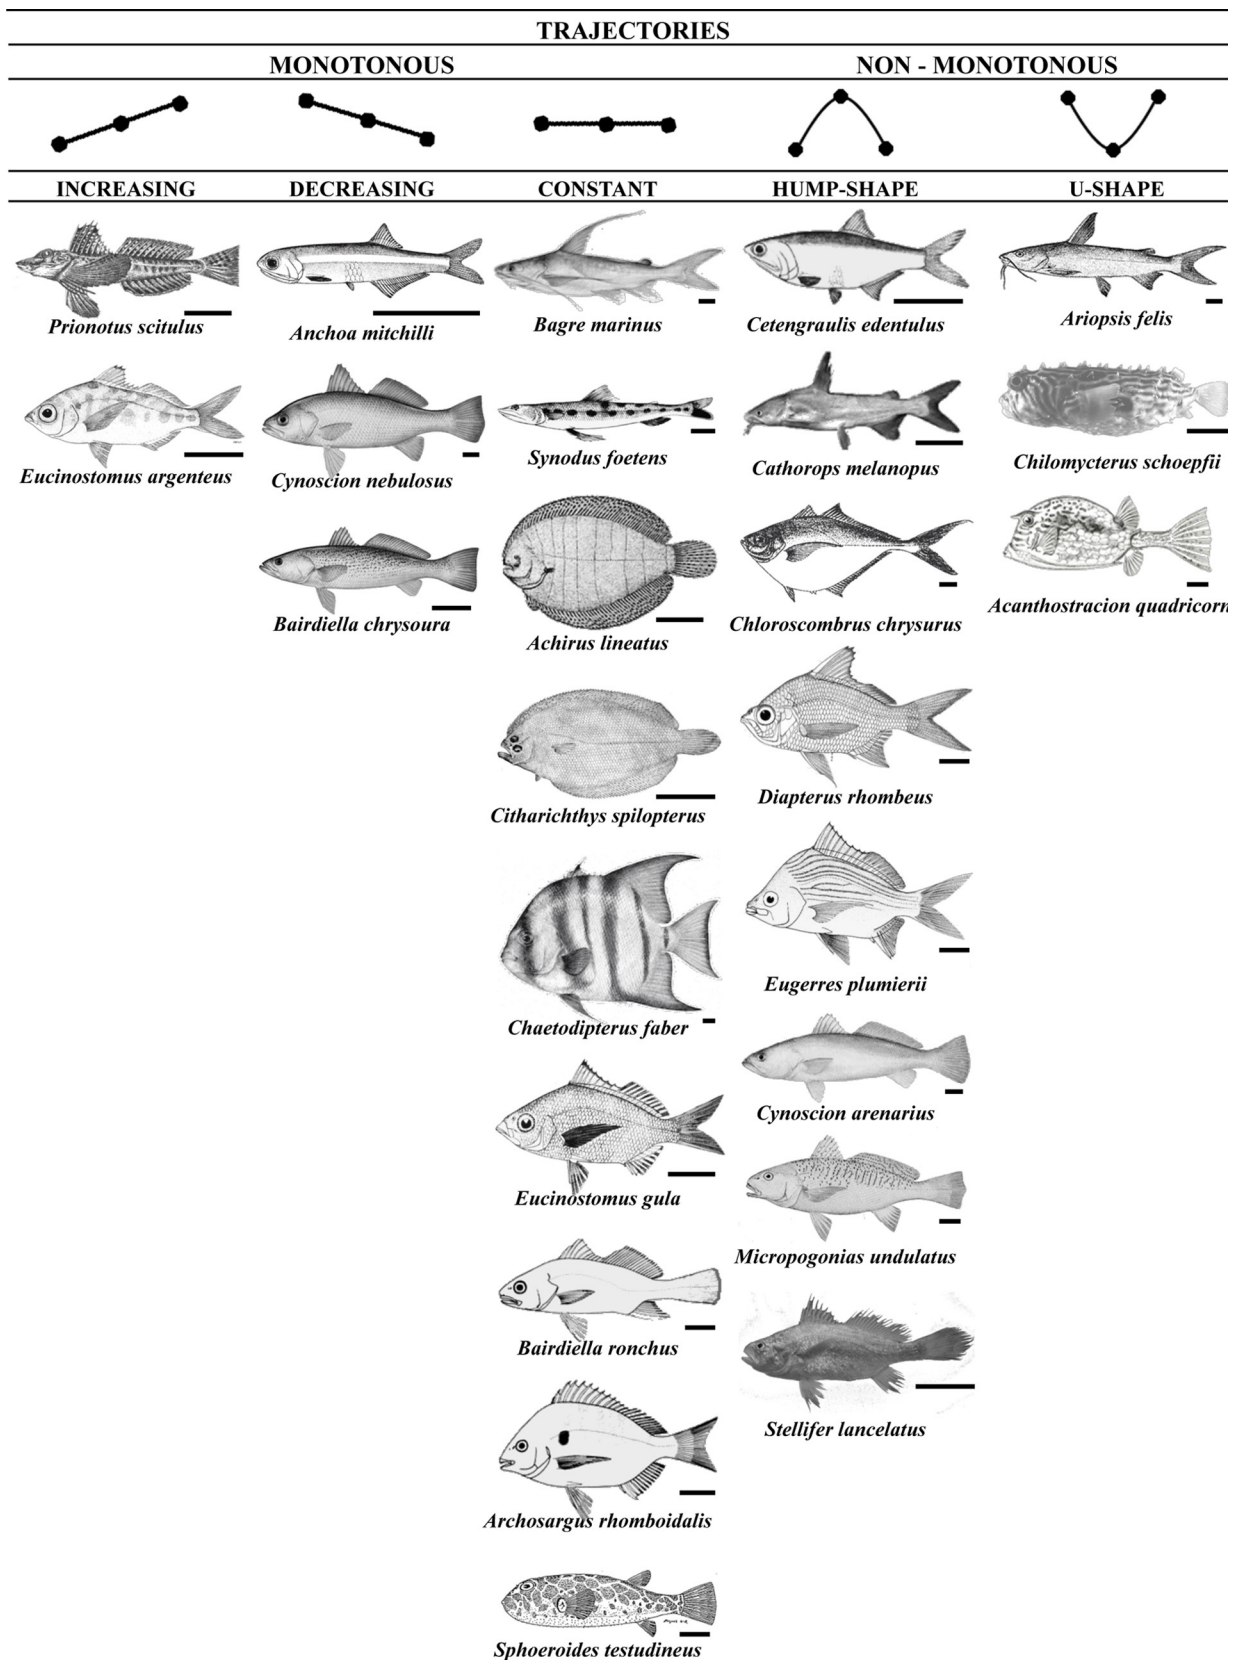 TRAJECTORIES
MONOTONOUS
NON - MONOTONOUS
INCREASING
DECREASING
CONSTANT
HUMP-SHAPE
U-SHAPE
Prionotus scitulus
Anchoa mitchilli
Bagre marinus
Cetengraulis edentulus
Ariopsis felis
Eucinostomus argenteus
Cynoscion nebulosus
Synodus foetens
Cathorops melanopus
Chilomycterus schoepfii
Bairdiella chrysoura
Achirus lineatus
Chloroscombrus chrysurus
Acanthostracion quadricorn
Citharichthys spilopterus
Diapterus rhombeus
Chaetodipterus faber
Eugerres plumierii
Eucinostomus gula
Cynoscion arenarius
Bairdiella ronchus
Micropogonias undulatus
Archosargus rhomboidalis
Stellifer lancelatus
Sphoeroides testudineus